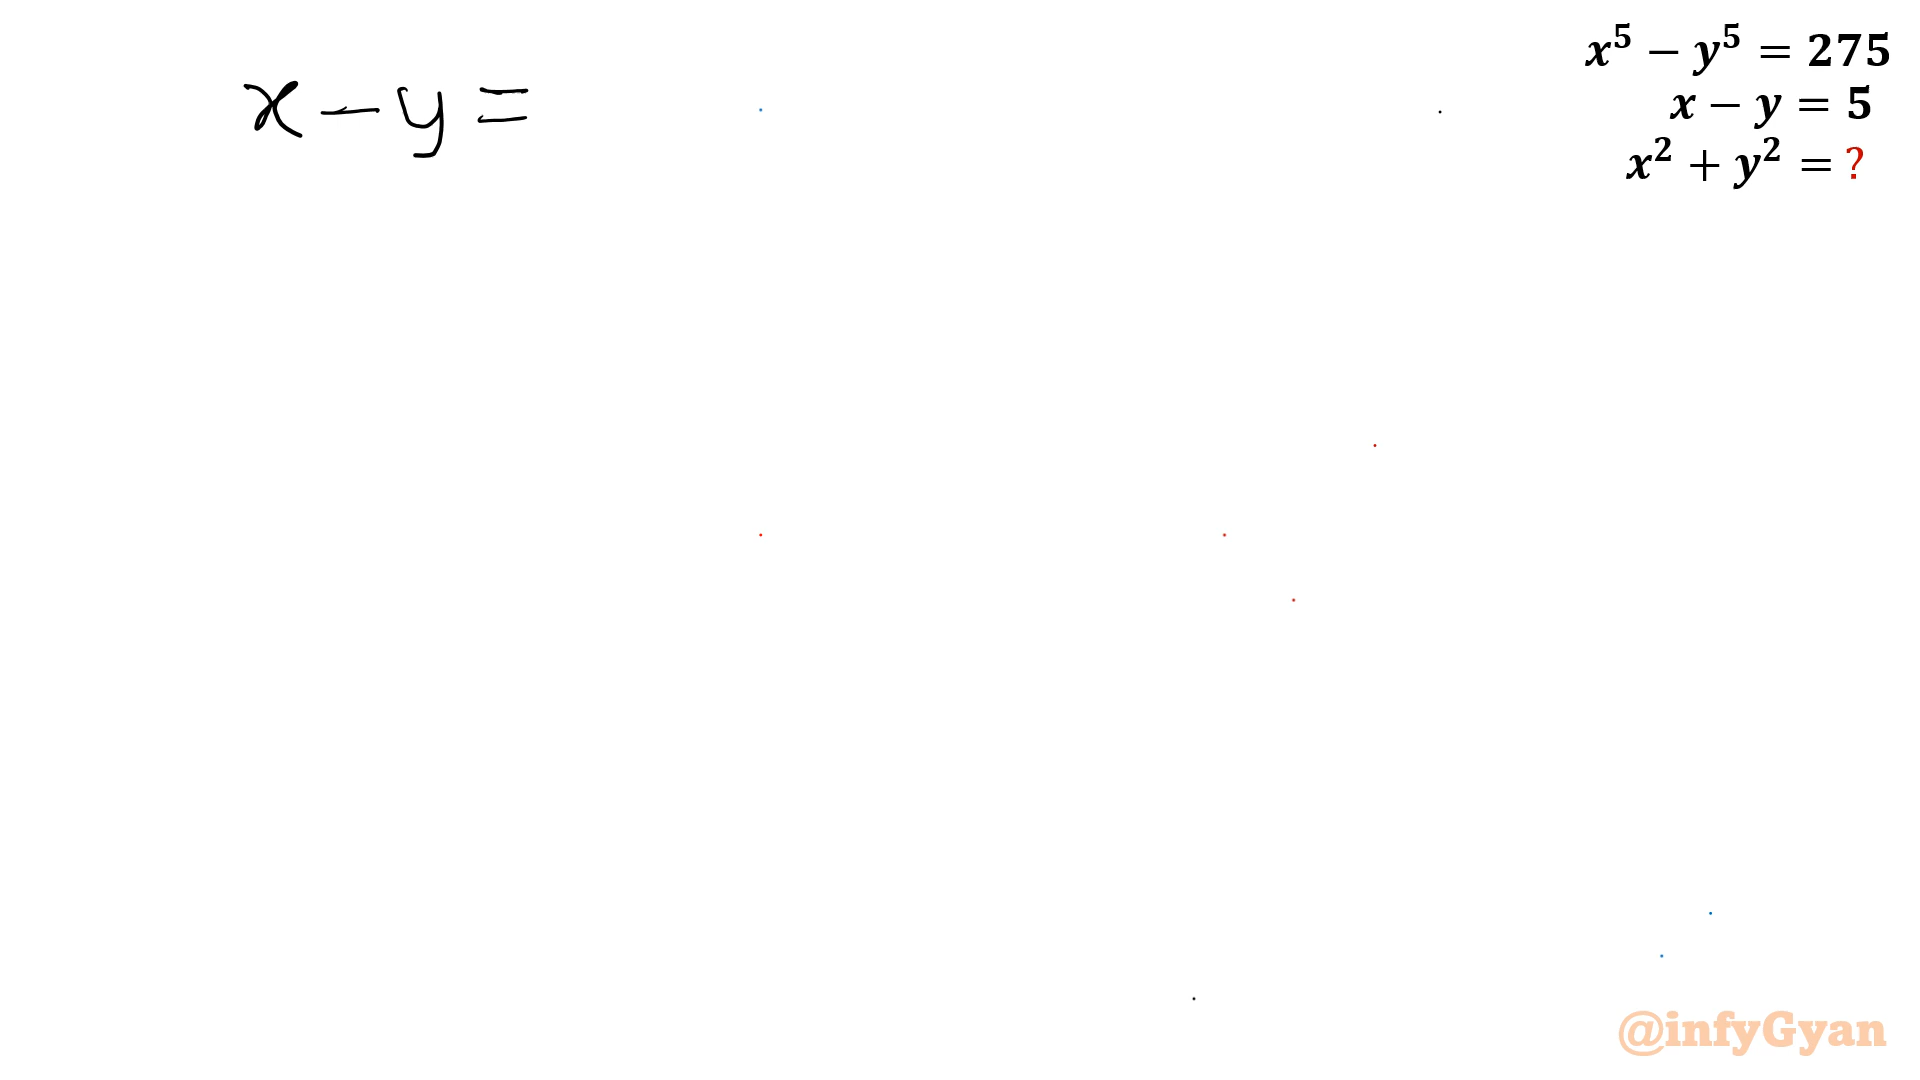 x⁵ − y⁵ = 275
x − y = 5
x² + y² = ?
x − y =
@infyGyan